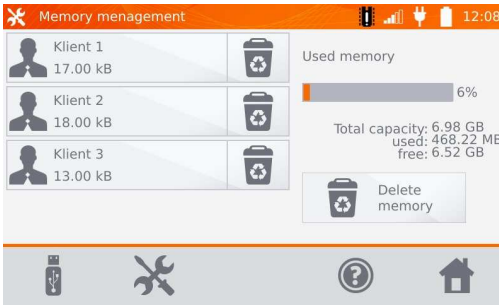 Memory menagement
12:08
Klient 1
17.00 kB
Klient 2
18.00 kB
Klient 3
13.00 kB
Used memory
6%
Total capacity: 6.98 GB
used: 468.22 MB
free: 6.52 GB
Delete
memory